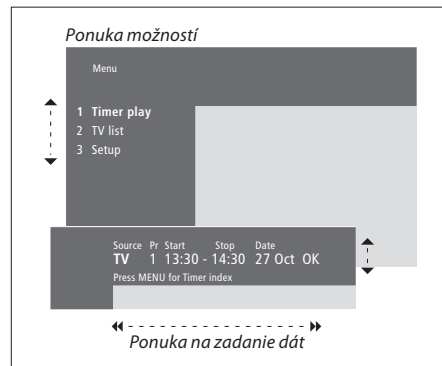 Ponuka možností
Menu
1 Timer play
2 TV list
3 Setup
Source Pr Start Stop Date
TV 1 13:30 - 14:30 27 Oct OK
Press MENU for Timer index
Ponuka na zadanie dát